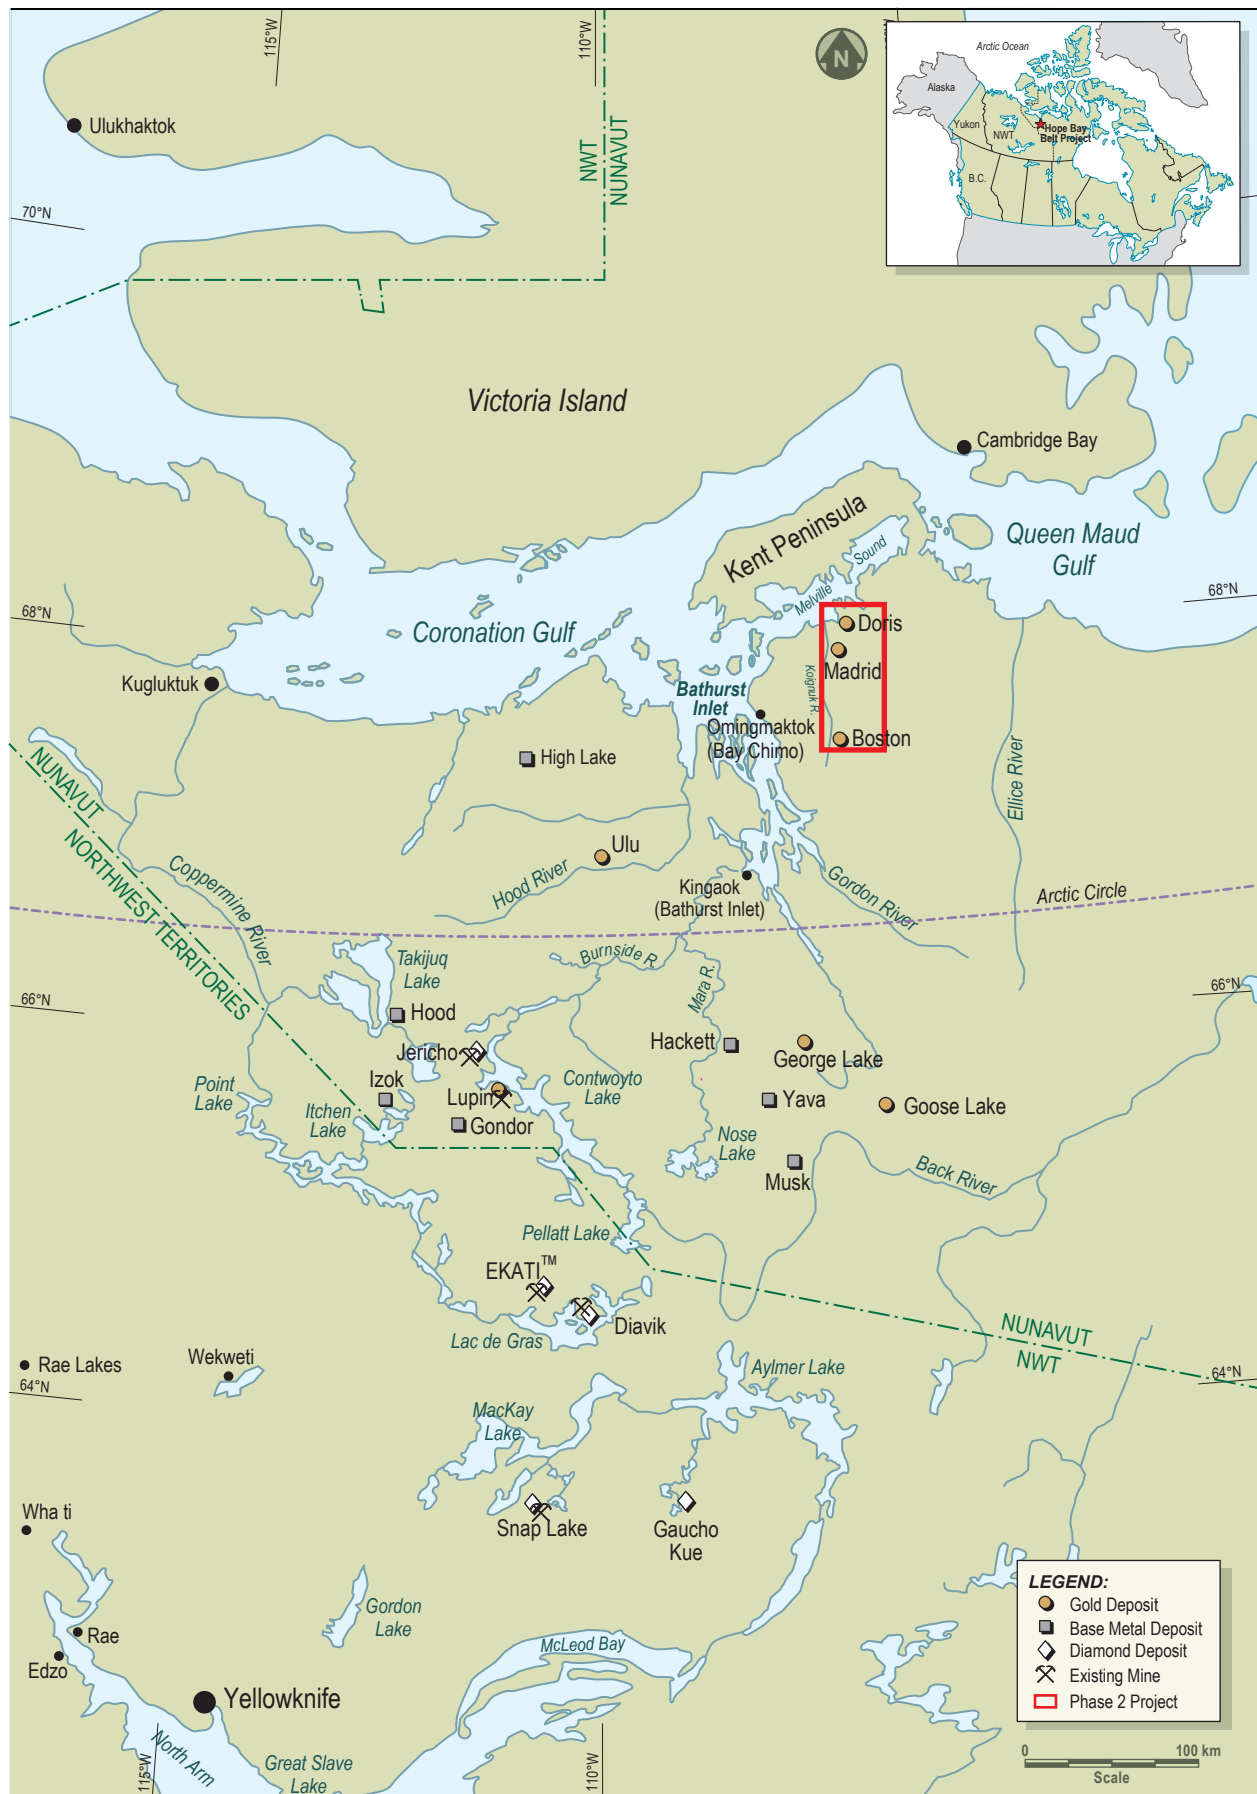 115°W
110°W
N
Arctic Ocean
Alaska
Yukon
NWT
Hope Bay
Belt Project
B.C.
Ulukhaktok
NWT
NUNAVUT
70°N
Victoria Island
Cambridge Bay
Kent Peninsula
Sound
Melville
Queen Maud
Gulf
68°N
68°N
Coronation Gulf
Doris
Madrid
Koignuk R.
Boston
Kugluktuk
Bathurst
Inlet
Omingmaktok
(Bay Chimo)
High Lake
Ellice River
NUNAVUT
NORTHWEST TERRITORIES
Coppermine River
Ulu
Hood River
Kingaok
(Bathurst Inlet)
Gordon River
Arctic Circle
Takijuq
Lake
Burnside R.
Mara R.
66°N
66°N
Hood
Jericho
Hackett
George Lake
Izok
Lupin
Contwoyto
Lake
Yava
Goose Lake
Point
Lake
Itchen
Lake
Gondor
Nose
Lake
Musk
Back River
Pellatt Lake
EKATI™
Diavik
Lac de Gras
NUNAVUT
NWT
Rae Lakes
Wekweti
Aylmer Lake
64°N
64°N
MacKay
Lake
Snap Lake
Gaucho
Kue
Wha ti
Gordon
Lake
Rae
Edzo
McLeod Bay
Yellowknife
North Arm
Great Slave
Lake
115°W
110°W
LEGEND:
Gold Deposit
Base Metal Deposit
Diamond Deposit
Existing Mine
Phase 2 Project
0 100 km
Scale